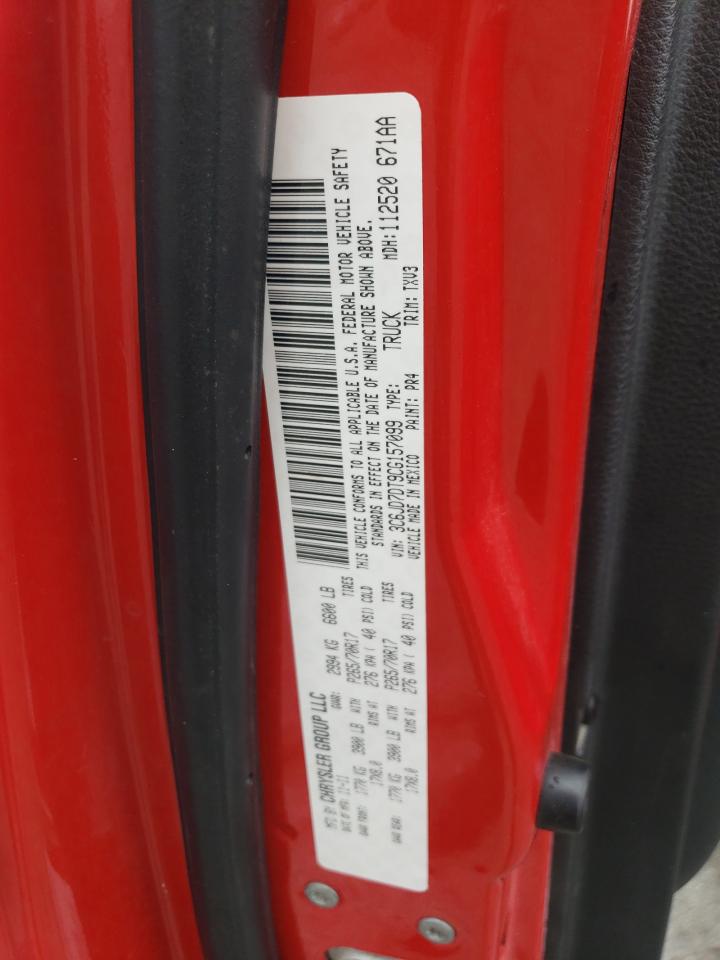 MFD BY: CHRYSLER GROUP LLC
DATE OF MFR: 11-11 GVWR: 2994 KG 6600 LB
GAWR FRONT: 1770 KG 3900 LB WITH P265/70R17 TIRES
17X8.0 RIMS AT 276 KPA ( 40 PSI) COLD
GAWR REAR: 1770 KG 3900 LB WITH P265/70R17 TIRES
17X8.0 RIMS AT 276 KPA ( 40 PSI) COLD
THIS VEHICLE CONFORMS TO ALL APPLICABLE U.S.A. FEDERAL MOTOR VEHICLE SAFETY
STANDARDS IN EFFECT ON THE DATE OF MANUFACTURE SHOWN ABOVE.
VIN: 3C6JD7DT9CG157099 TYPE: TRUCK MDH:112520 671AA
VEHICLE MADE IN MEXICO PAINT: PR4 TRIM: TXV3